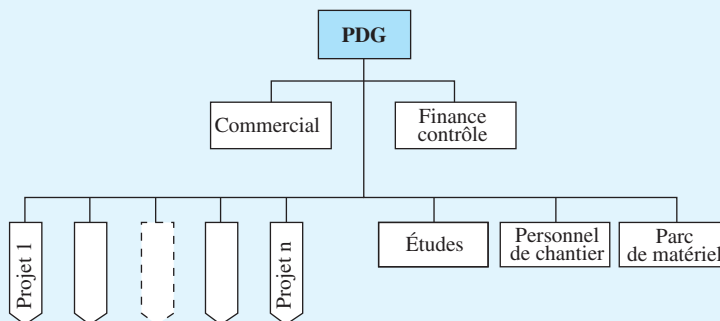 PDG
Commercial
Finance
contrôle
Projet 1
Projet n
Études
Personnel
de chantier
Parc
de matériel